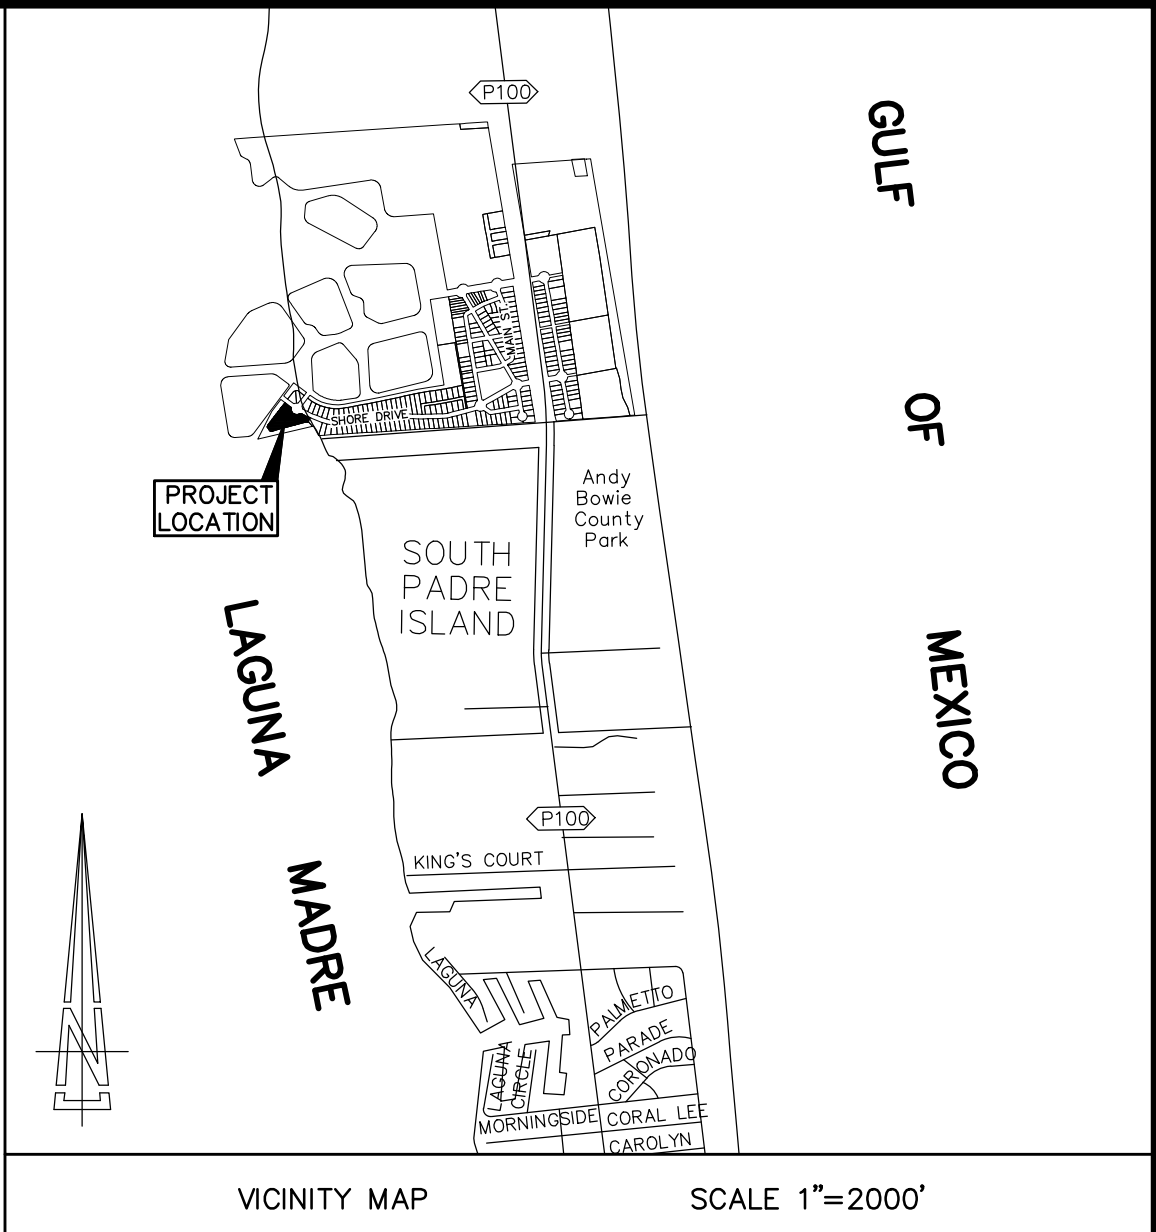 P100
GULF
OF
MEXICO
MAIN ST.
SHORE DRIVE
PROJECT
LOCATION
Andy
Bowie
County
Park
SOUTH
PADRE
ISLAND
LAGUNA
MADRE
P100
KING'S COURT
LAGUNA
PALMETTO
PARADE
CORONADO
LAGUNA
CIRCLE
MORNINGSIDE
CORAL LEE
CAROLYN
N
VICINITY MAP
SCALE 1"=2000'